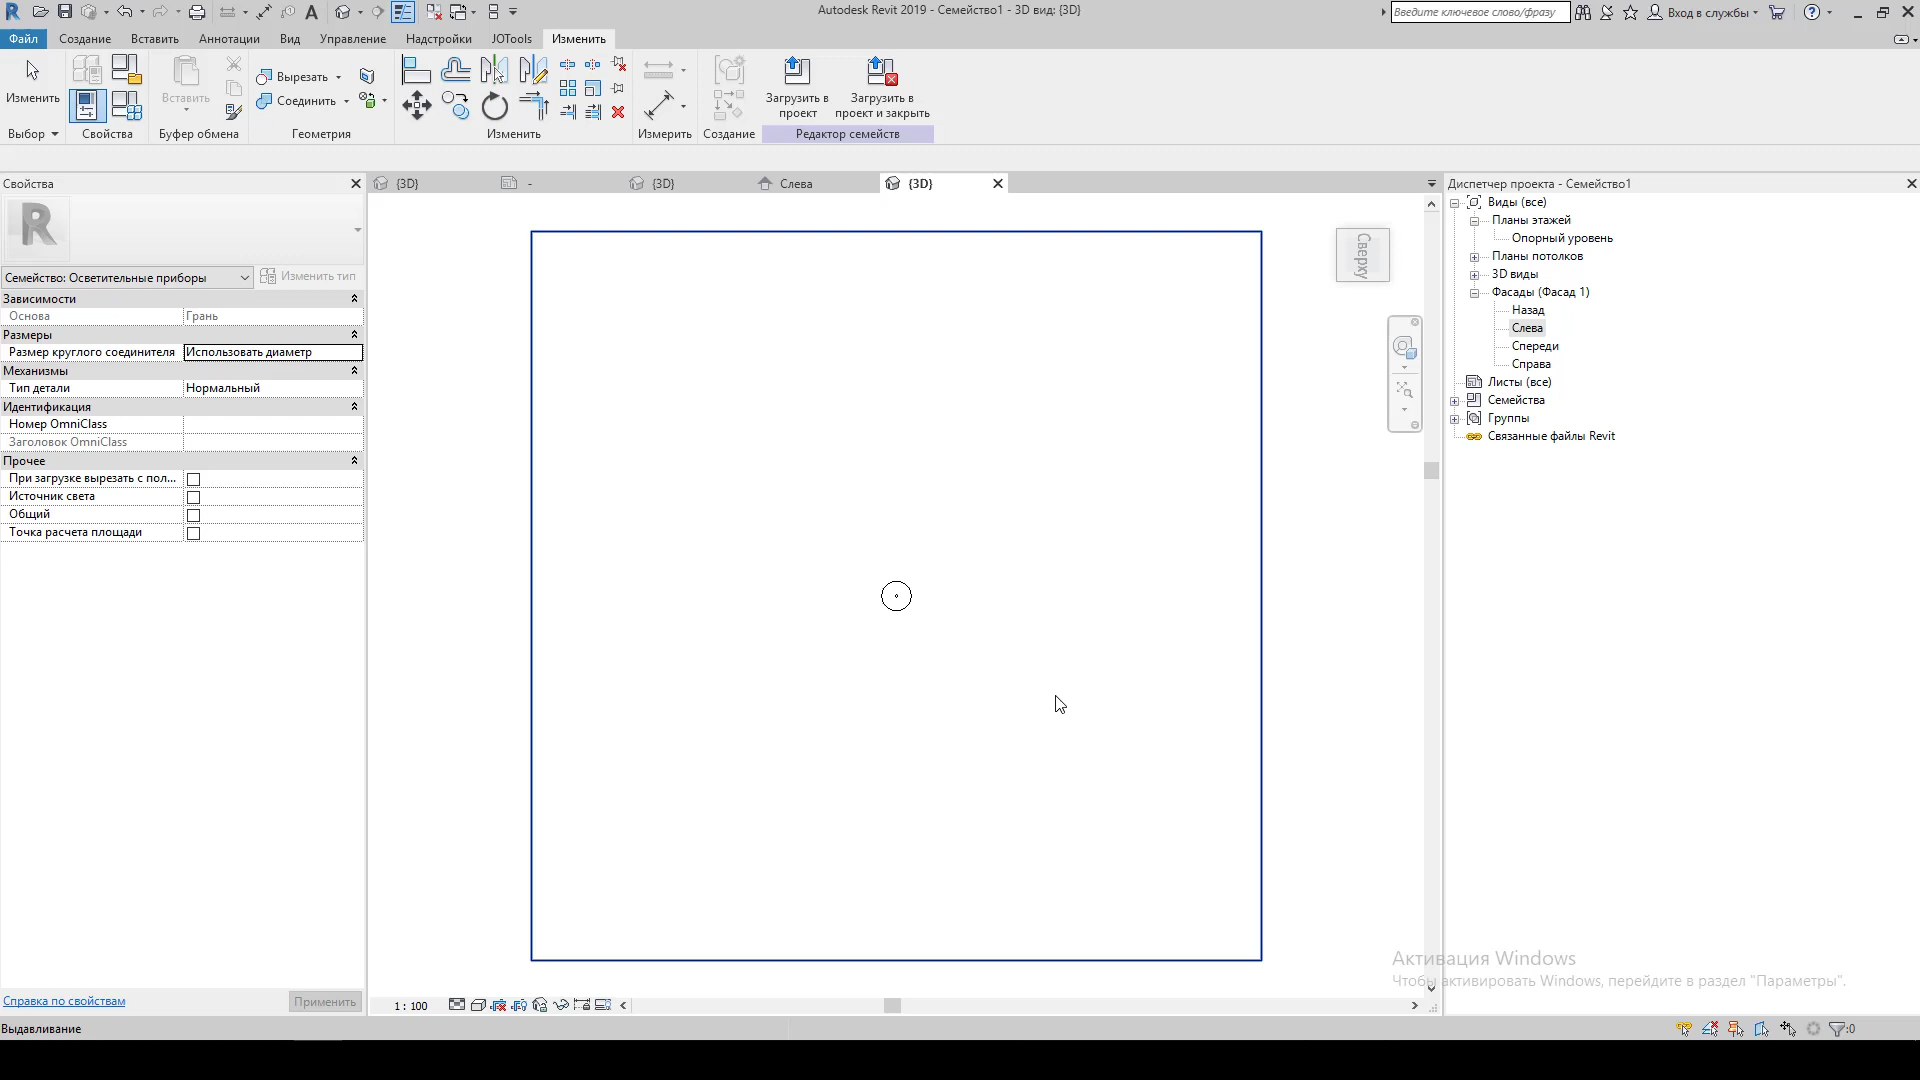 Autodesk Revit 2019 - Семейство1 - 3D вид: {3D}
Введите ключевое слово/фразу
Вход в службы
Файл Создание Вставить Аннотации Вид Управление Надстройки JOTools Изменить
Изменить
Вставить
Вырезать
Соединить
Загрузить в проект
Загрузить в проект и закрыть
Выбор Свойства Буфер обмена Геометрия Изменить Измерить Создание Редактор семейств
Свойства
{3D} - {3D} Слева {3D}
Диспетчер проекта - Семейство1
Семейство: Осветительные приборы
Изменить тип
Зависимости
Основа Грань
Размеры
Размер круглого соединителя Использовать диаметр
Механизмы
Тип детали Нормальный
Идентификация
Номер OmniClass
Заголовок OmniClass
Прочее
При загрузке вырезать с пол...
Источник света
Общий
Точка расчета площади
Сверху
Виды (все)
Планы этажей
Опорный уровень
Планы потолков
3D виды
Фасады (Фасад 1)
Назад
Слева
Спереди
Справа
Листы (все)
Семейства
Группы
Связанные файлы Revit
Активация Windows
Чтобы активировать Windows, перейдите в раздел "Параметры".
Справка по свойствам
Применить
1 : 100
Выдавливание
:0